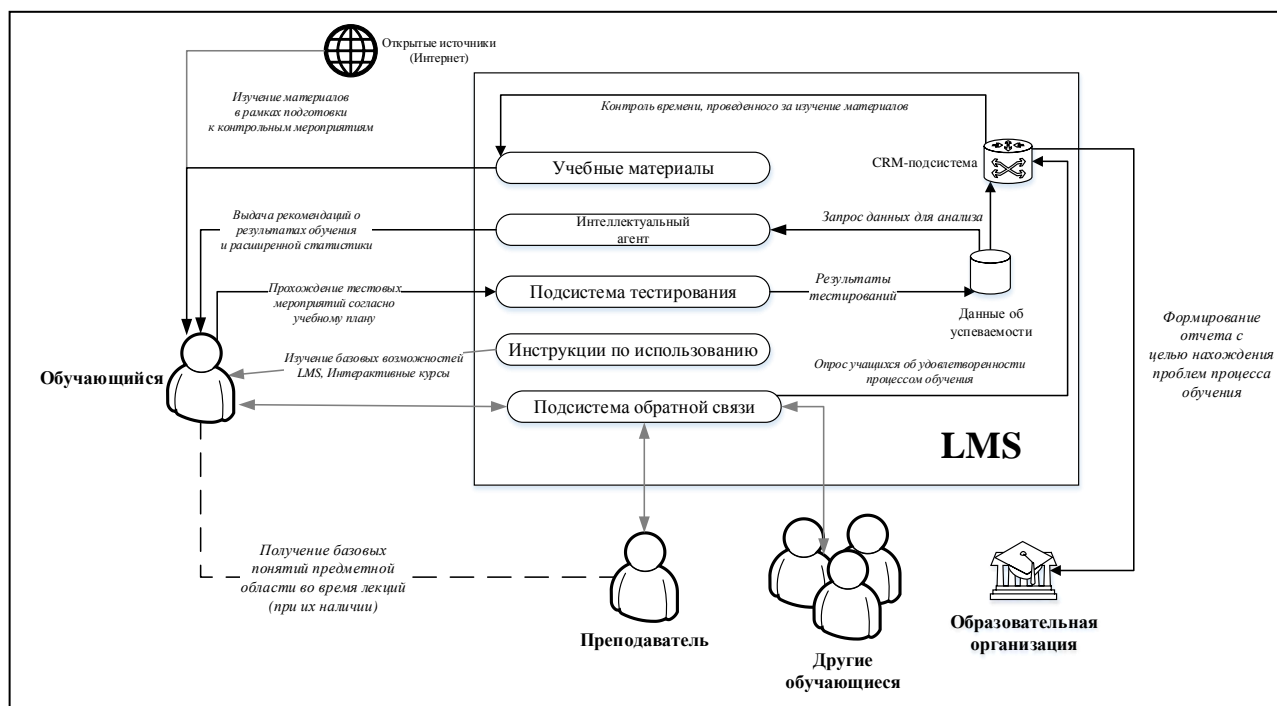 Открытые источники
(Интернет)
Изучение материалов
в рамках подготовки
к контрольным мероприятиям
Контроль времени, проведенного за изучение материалов
Учебные материалы
CRM-подсистема
Выдача рекомендаций о
результатах обучения
и расширенной статистики
Интеллектуальный
агент
Запрос данных для анализа
Прохождение тестовых
мероприятий согласно
учебному плану
Подсистема тестирования
Результаты
тестирований
Данные об
успеваемости
Формирование
отчета с
целью нахождения
проблем процесса
обучения
Обучающийся
Изучение базовых возможностей
LMS, Интерактивные курсы
Инструкции по использованию
Опрос учащихся об удовлетворенности
процессом обучения
Подсистема обратной связи
LMS
Получение базовых
понятий предметной
области во время лекций
(при их наличии)
Преподаватель
Другие
обучающиеся
Образовательная
организация